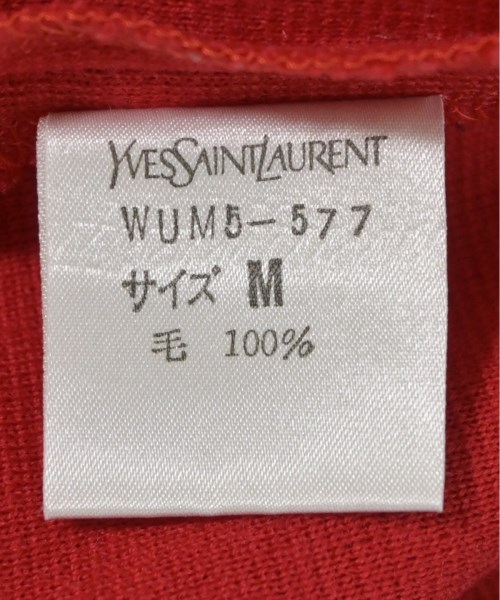 YVESSAINTLAURENT
WUM5-577
サイズ M
毛 100%